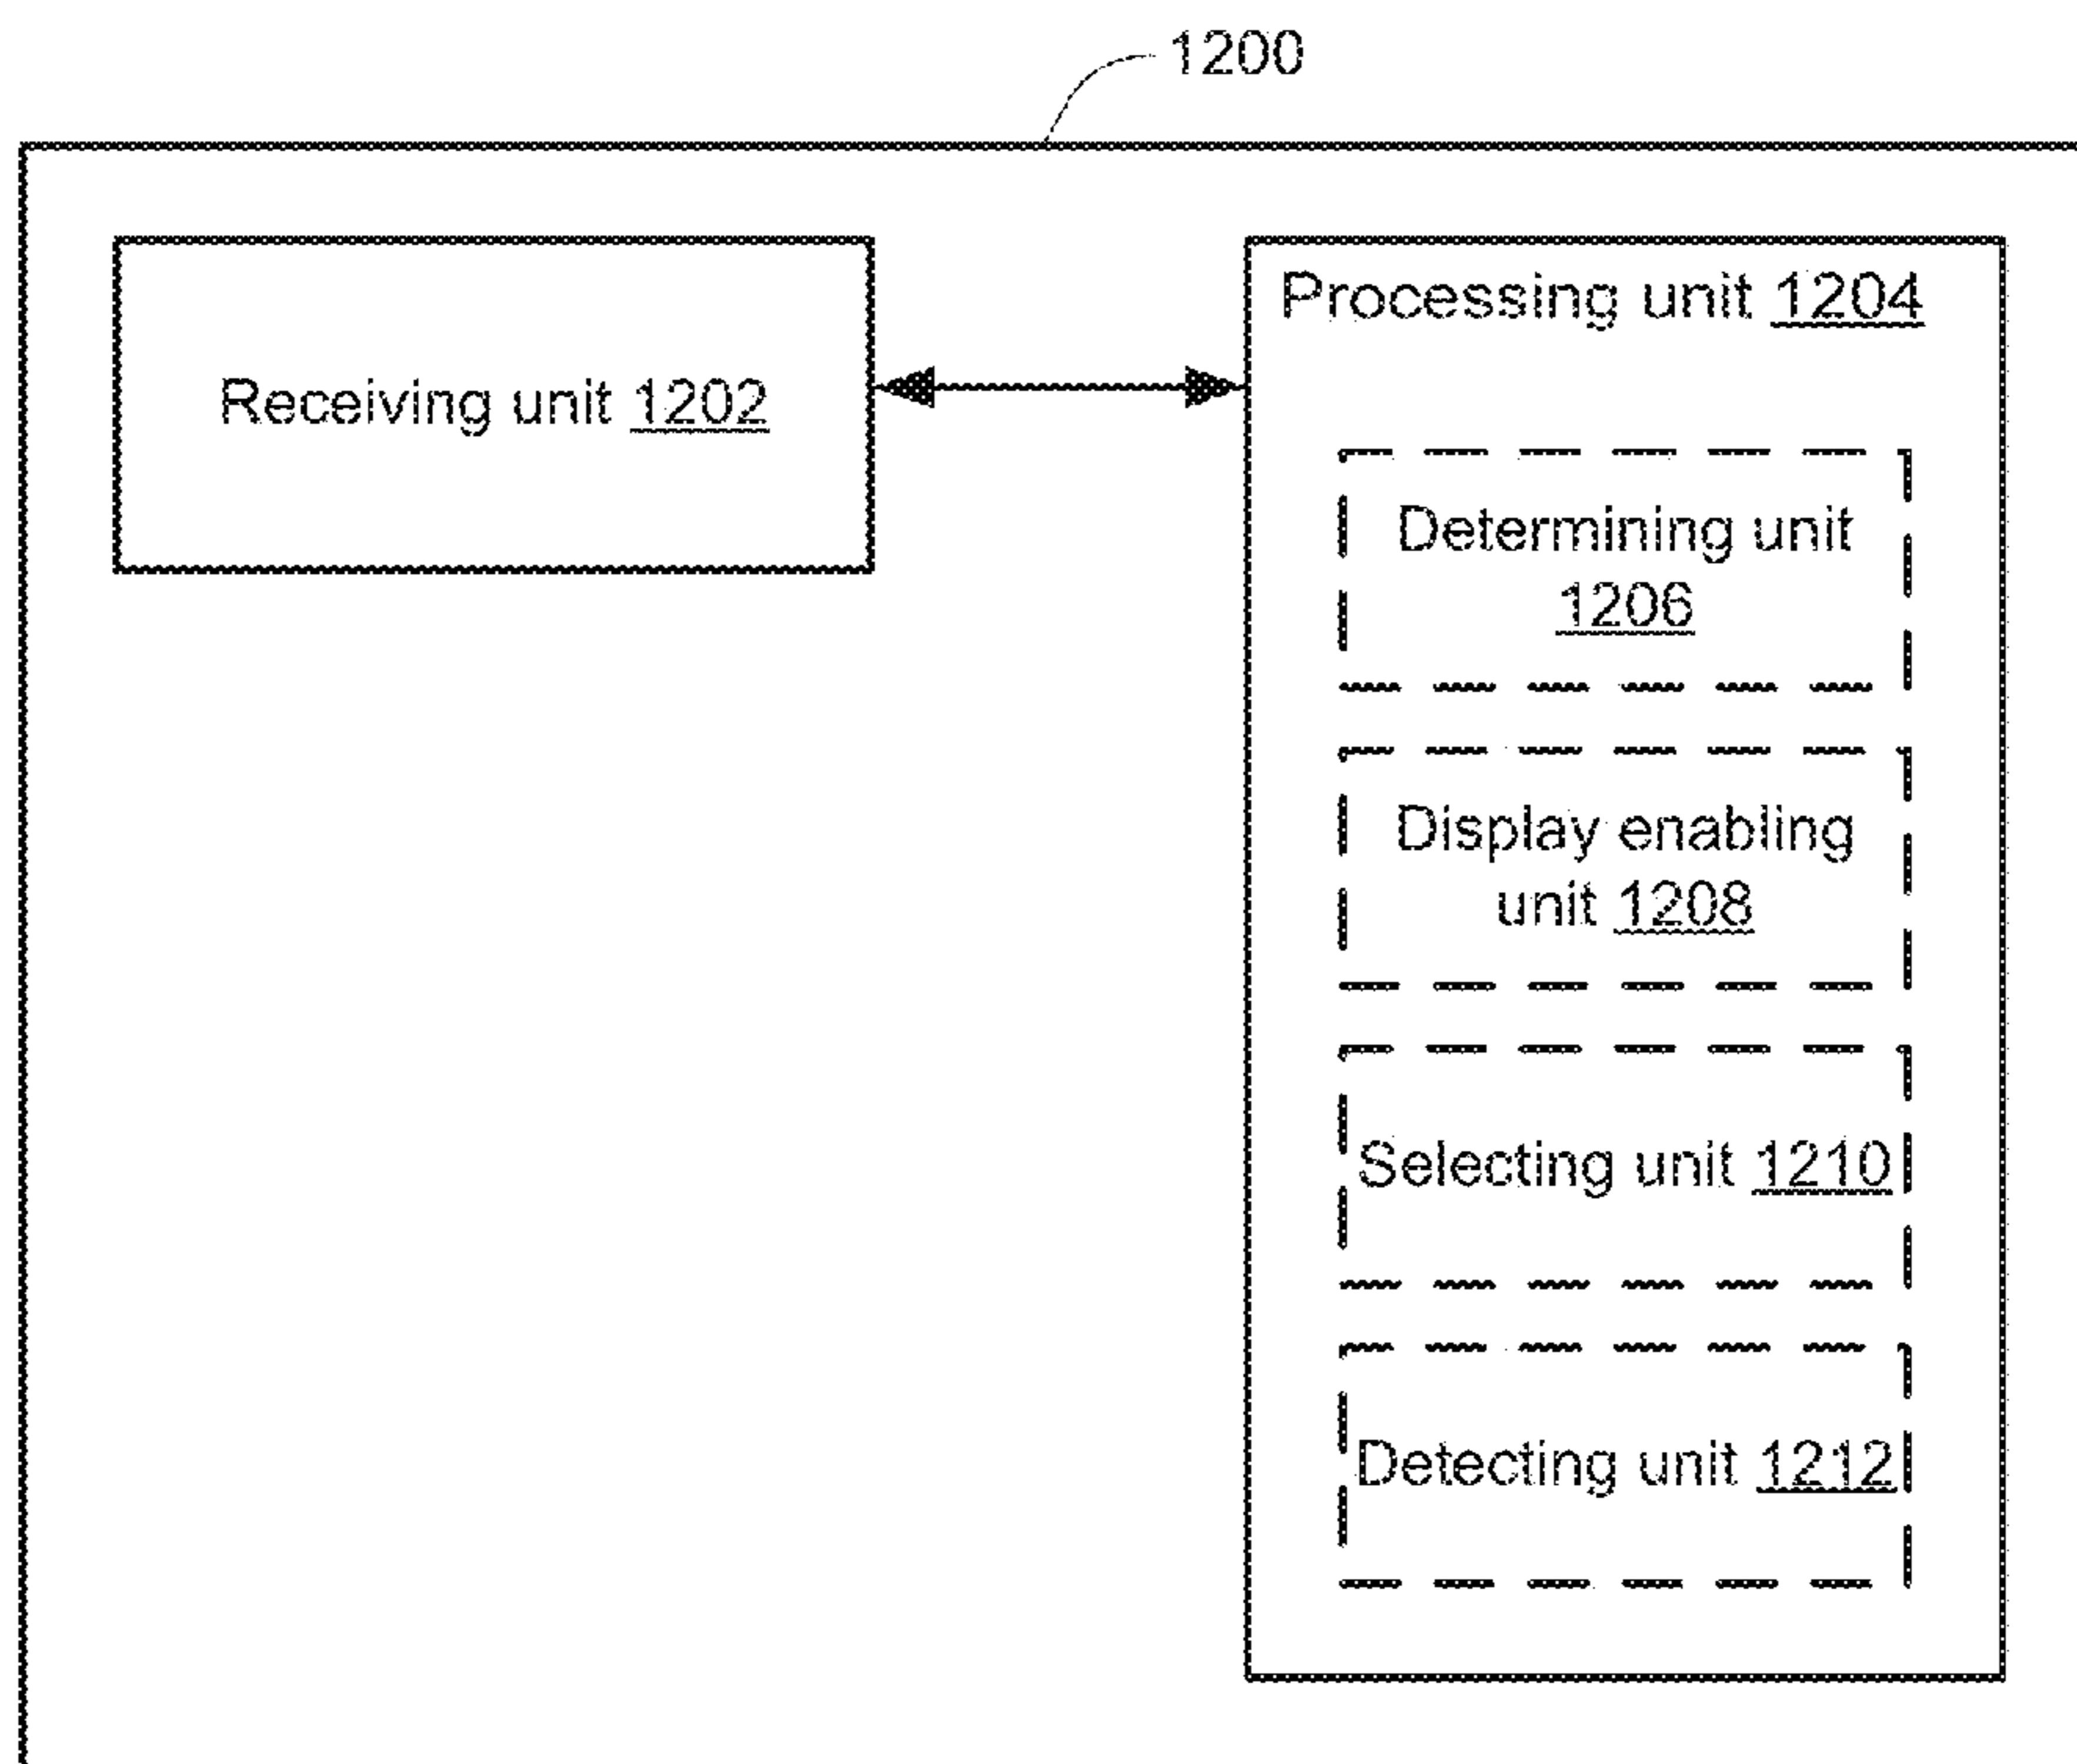 1200
Receiving unit 1202
Processing unit 1204
Determining unit
1206
Display enabling
unit 1208
Selecting unit 1210
Detecting unit 1212